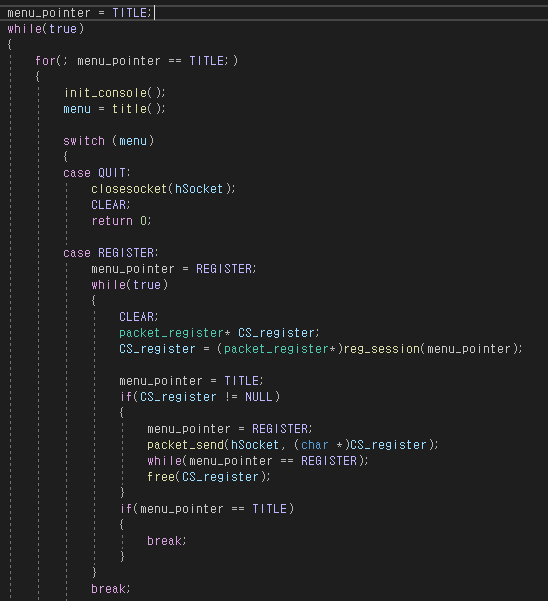 menu_pointer = TITLE;
while(true)
{
for(; menu_pointer == TITLE;)
{
init_console();
menu = title();
switch (menu)
{
case QUIT:
closesocket(hSocket);
CLEAR;
return 0;
case REGISTER:
menu_pointer = REGISTER;
while(true)
{
CLEAR;
packet_register* CS_register;
CS_register = (packet_register*)reg_session(menu_pointer);
menu_pointer = TITLE;
if(CS_register != NULL)
{
menu_pointer = REGISTER;
packet_send(hSocket, (char *)CS_register);
while(menu_pointer == REGISTER);
free(CS_register);
}
if(menu_pointer == TITLE)
{
break;
}
}
break;